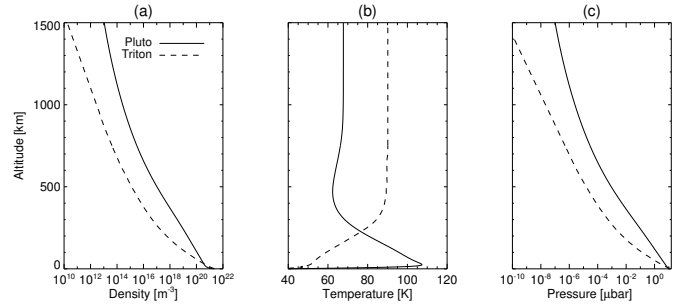 (a) (b) (c)
1500
Pluto
Triton
1000
Altitude [km]
500
0
10^10 10^12 10^14 10^16 10^18 10^20 10^22
Density [m^-3]
40 60 80 100 120
Temperature [K]
10^-10 10^-8 10^-6 10^-4 10^-2 10^0
Pressure [μbar]